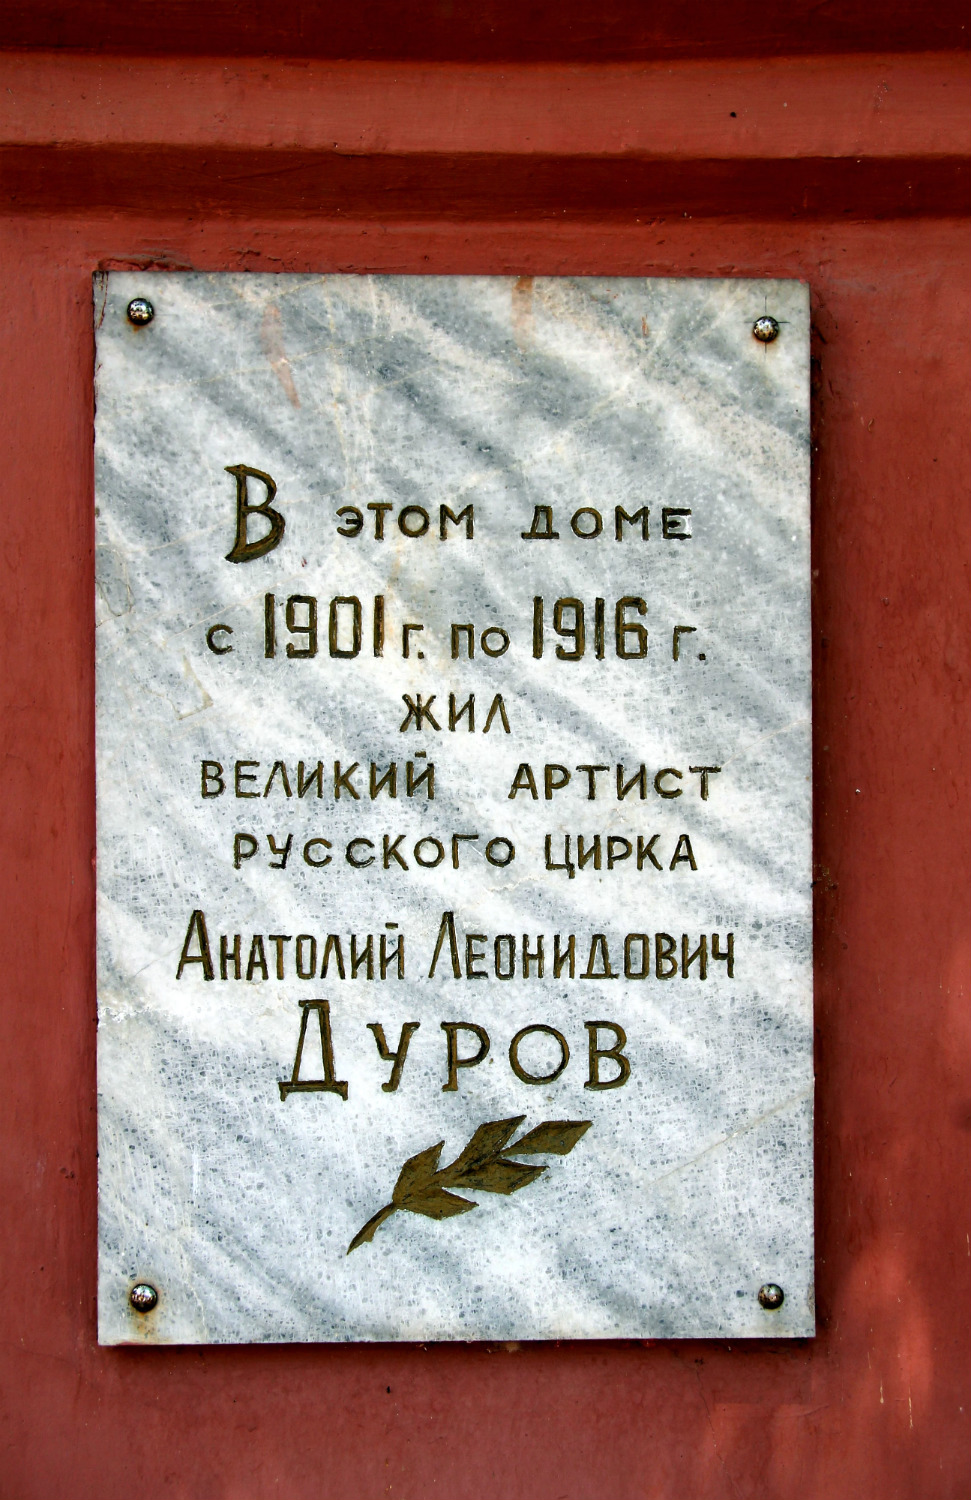 В этом доме
с 1901 г. по 1916 г.
жил
великий артист
русского цирка
Анатолий Леонидович
Дуров